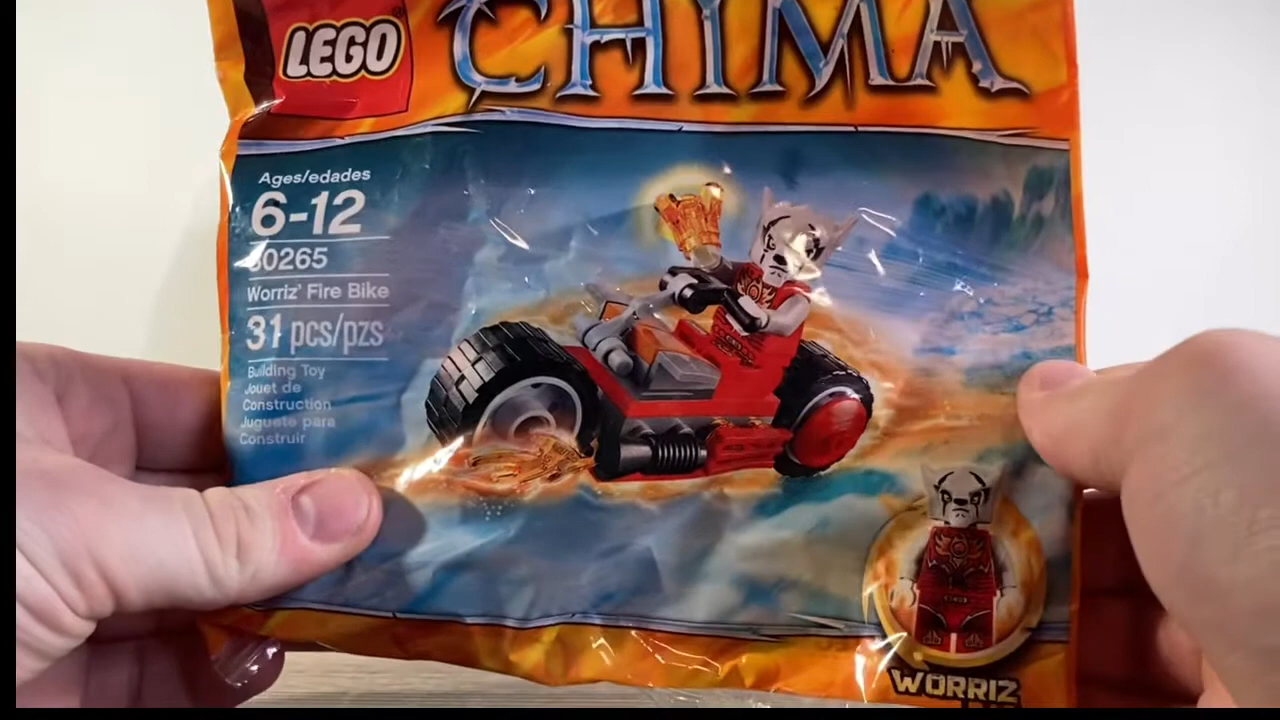 LEGO
CHIMA
Ages/edades
6-12
30265
Worriz' Fire Bike
31 pcs/pzs
Building Toy
Jouet de
Construction
Juguete para
Construir
WORRIZ